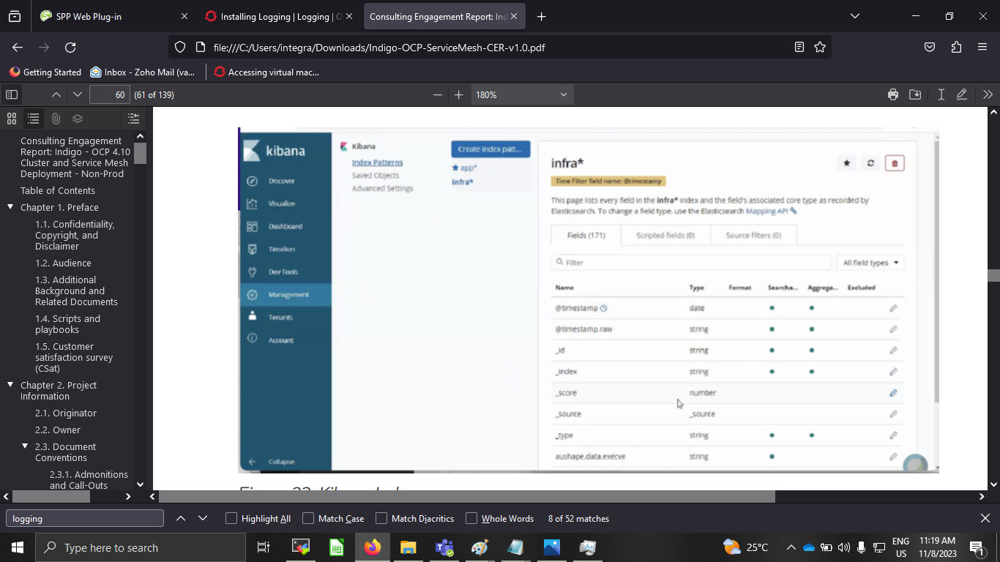 SPP Web Plug-in
Installing Logging | Logging | O
Consulting Engagement Report: Ind
file:///C:/Users/integra/Downloads/Indigo-OCP-ServiceMesh-CER-v1.0.pdf
Getting Started
Inbox - Zoho Mail (va...
Accessing virtual mac...
60
(61 of 139)
180%
Consulting Engagement
Report: Indigo - OCP 4.10
Cluster and Service Mesh
Deployment - Non-Prod
Table of Contents
Chapter 1. Preface
1.1. Confidentiality,
Copyright, and
Disclaimer
1.2. Audience
1.3. Additional
Background and
Related Documents
1.4. Scripts and
playbooks
1.5. Customer
satisfaction survey
(CSat)
Chapter 2. Project
Information
2.1. Originator
2.2. Owner
2.3. Document
Conventions
2.3.1. Admonitions
and Call-Outs
kibana
Discover
Visualize
Dashboard
Timelion
Dev Tools
Management
Tenants
Account
Collapse
Kibana
Index Patterns
Saved Objects
Advanced Settings
Create index patt...
app*
infra*
infra*
Time Filter field name: @timestamp
This page lists every field in the infra* index and the field's associated core type as recorded by
Elasticsearch. To change a field type, use the Elasticsearch Mapping API
Fields (171)
Scripted fields (0)
Source filters (0)
Filter
All field types
Name Type Format Searcha... Aggrega... Excluded
@timestamp date
@timestamp.raw string
_id string
_index string
_score number
_source _source
_type string
aushape.data.execve string
logging
Highlight All
Match Case
Match Diacritics
Whole Words
8 of 52 matches
Type here to search
25°C
ENG
US
11:19 AM
11/8/2023
1